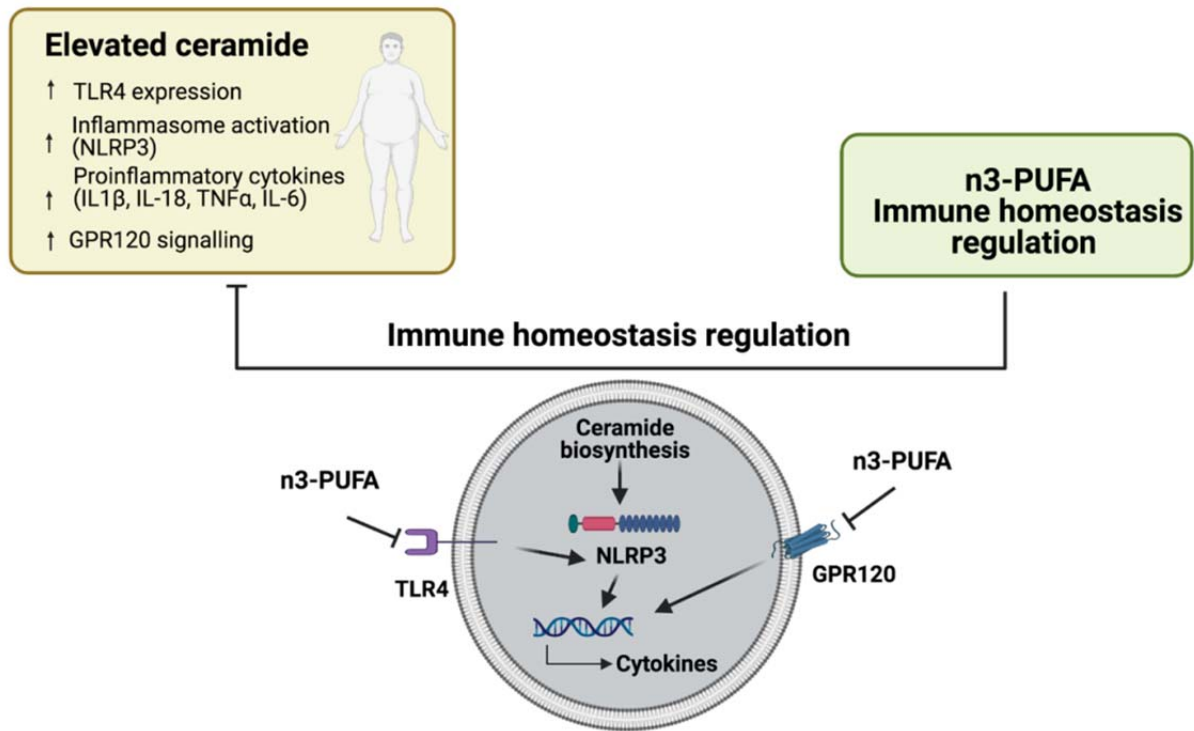 Elevated ceramide
↑ TLR4 expression
↑ Inflammasome activation
(NLRP3)
↑ Proinflammatory cytokines
(IL1β, IL-18, TNFα, IL-6)
↑ GPR120 signalling
n3-PUFA
Immune homeostasis
regulation
Immune homeostasis regulation
Ceramide
biosynthesis
n3-PUFA
n3-PUFA
NLRP3
TLR4
GPR120
Cytokines